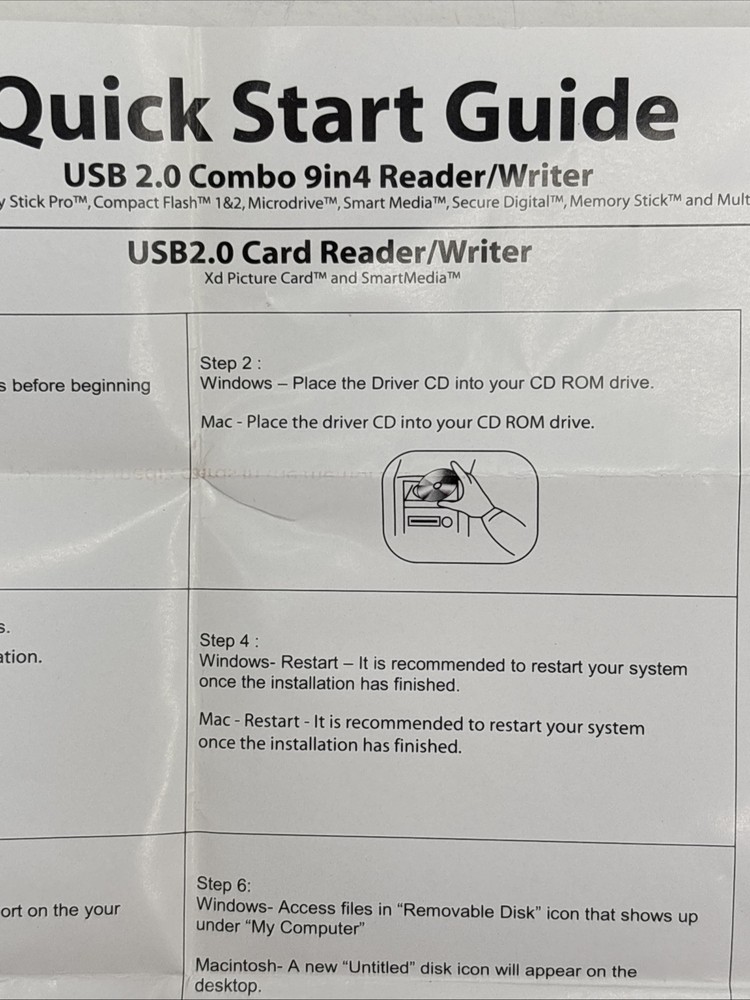 Quick Start Guide
USB 2.0 Combo 9in4 Reader/Writer
y Stick Pro™, Compact Flash™ 1&2, Microdrive™, Smart Media™, Secure Digital™, Memory Stick™ and Mult
USB2.0 Card Reader/Writer
Xd Picture Card™ and SmartMedia™
s before beginning
Step 2 :
Windows – Place the Driver CD into your CD ROM drive.
Mac - Place the driver CD into your CD ROM drive.
s.
ation.
Step 4 :
Windows- Restart – It is recommended to restart your system
once the installation has finished.
Mac - Restart - It is recommended to restart your system
once the installation has finished.
ort on the your
Step 6:
Windows- Access files in “Removable Disk” icon that shows up
under “My Computer”
Macintosh- A new “Untitled” disk icon will appear on the
desktop.